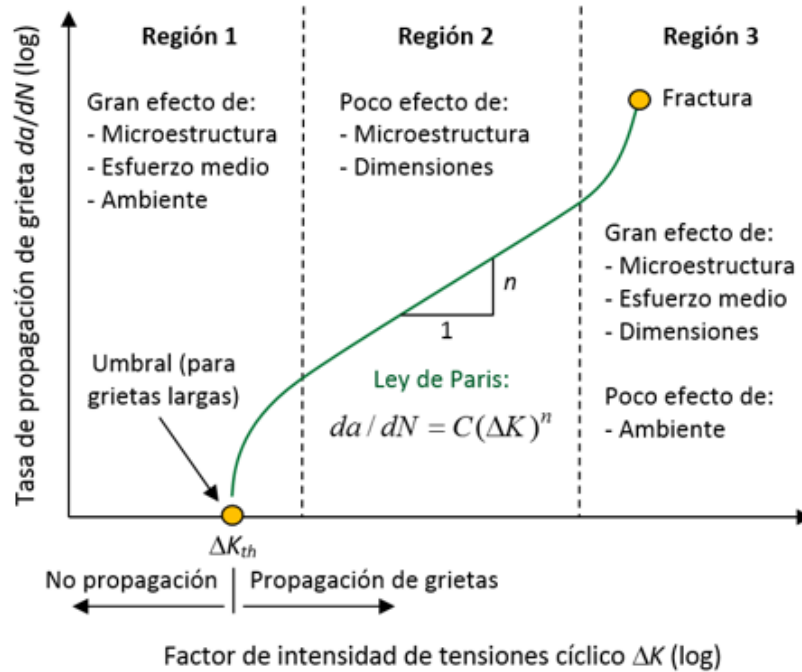 Tasa de propagación de grieta da/dN (log)
Región 1
Gran efecto de:
- Microestructura
- Esfuerzo medio
- Ambiente
Región 2
Poco efecto de:
- Microestructura
- Dimensiones
Región 3
Fractura
Gran efecto de:
- Microestructura
- Esfuerzo medio
- Dimensiones
Poco efecto de:
- Ambiente
n
1
Ley de Paris:
da / dN = C(ΔK)^n
Umbral (para
grietas largas)
ΔK_th
No propagación
Propagación de grietas
Factor de intensidad de tensiones cíclico ΔK (log)